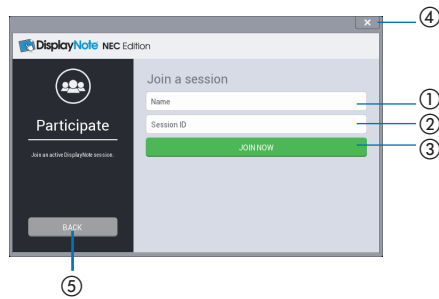 ④
×
DisplayNote NEC Edition
Join a session
Name
①
Session ID
②
JOIN NOW
③
Participate
Join an active DisplayNote session.
BACK
⑤